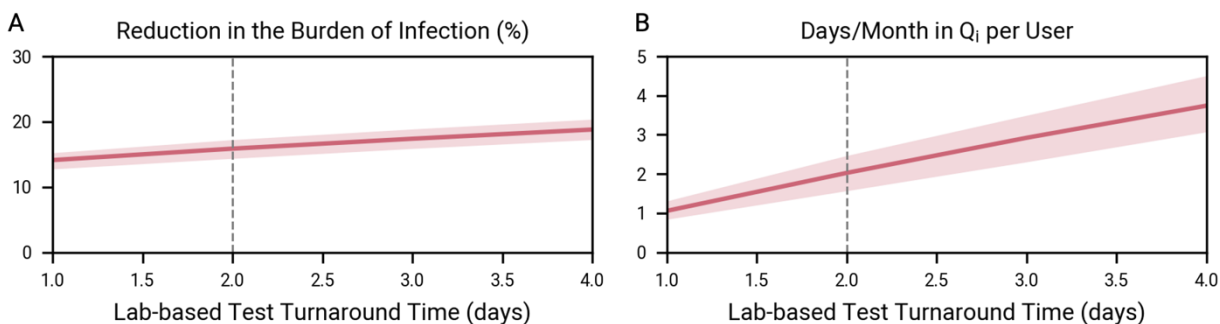 A
Reduction in the Burden of Infection (%)
30
20
10
0
1.0 1.5 2.0 2.5 3.0 3.5 4.0
Lab-based Test Turnaround Time (days)
B
Days/Month in Qi per User
5
4
3
2
1
0
1.0 1.5 2.0 2.5 3.0 3.5 4.0
Lab-based Test Turnaround Time (days)